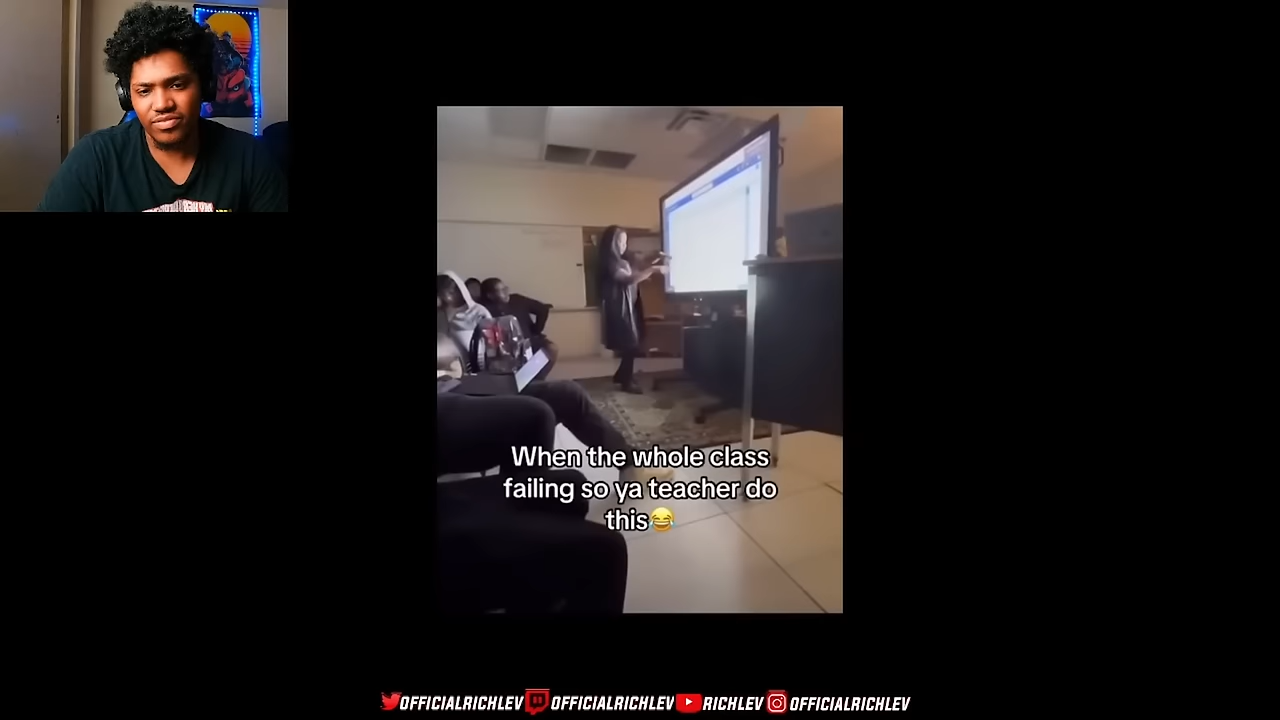 When the whole class
failing so ya teacher do
this😂
OFFICIALRICHLEV OFFICIALRICHLEV RICHLEV OFFICIALRICHLEV